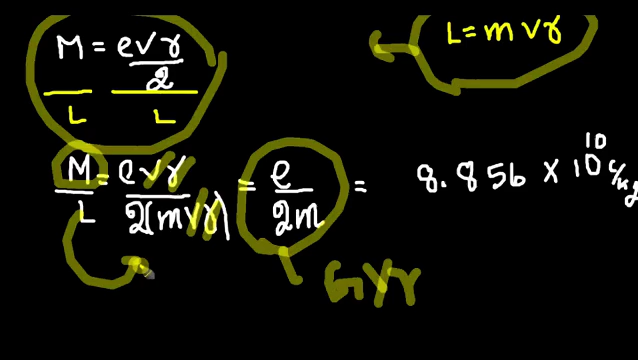 M = evr/2
L = mvr
L L
M/L = evr/2(mvr) = e/2m = 8.856 × 10^10 C/kg
Gyr